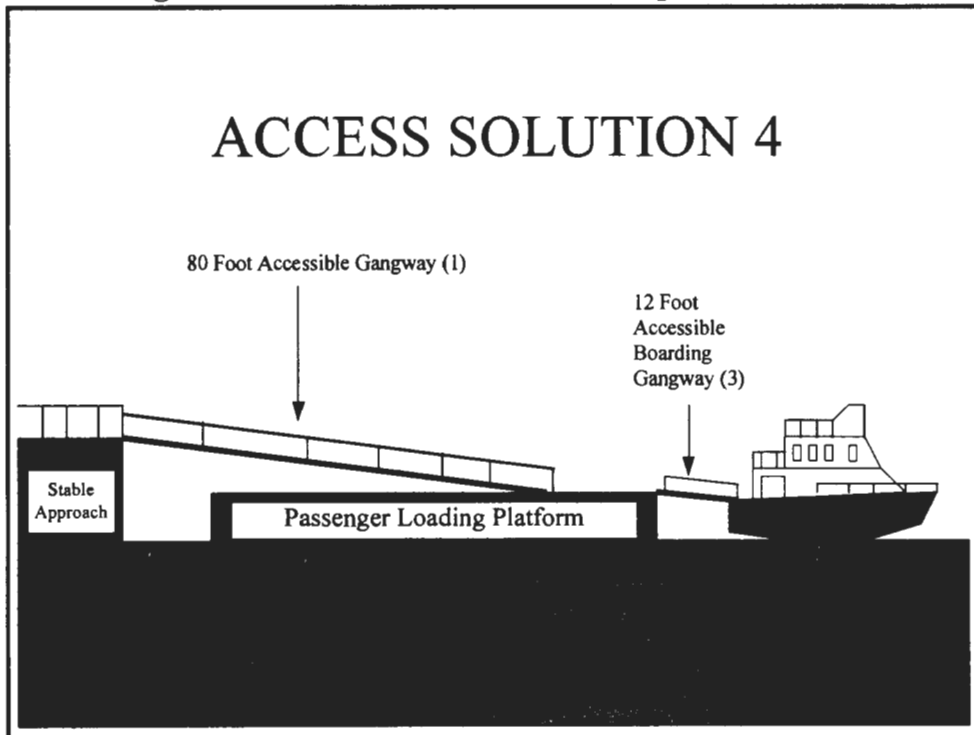 ACCESS SOLUTION 4
80 Foot Accessible Gangway (1)
12 Foot
Accessible
Boarding
Gangway (3)
Stable
Approach
Passenger Loading Platform